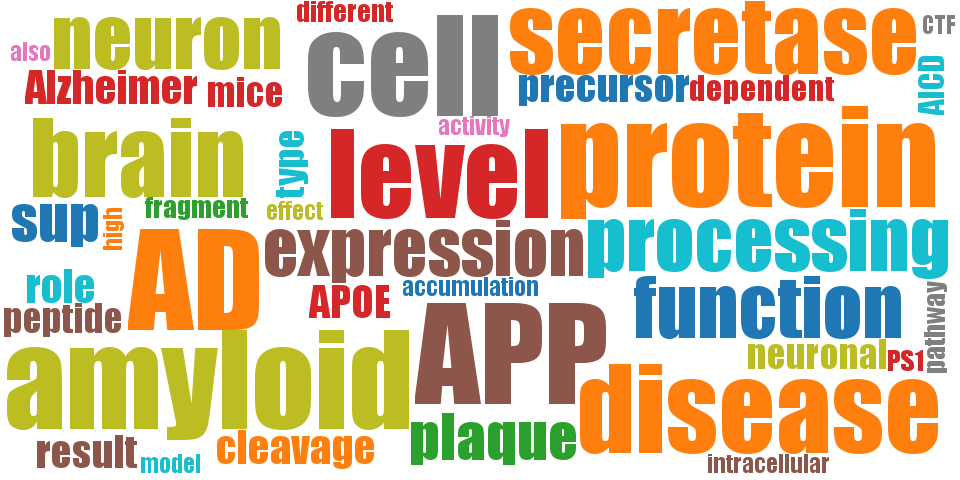 different
neuron
cell
secretase
CTF
also
Alzheimer
mice
precursor
dependent
AICD
activity
brain
type
level
protein
fragment
effect
sup
high
AD
expression
processing
role
APOE
accumulation
function
peptide
pathway
amyloid
APP
neuronal
PS1
disease
plaque
result
model
cleavage
intracellular